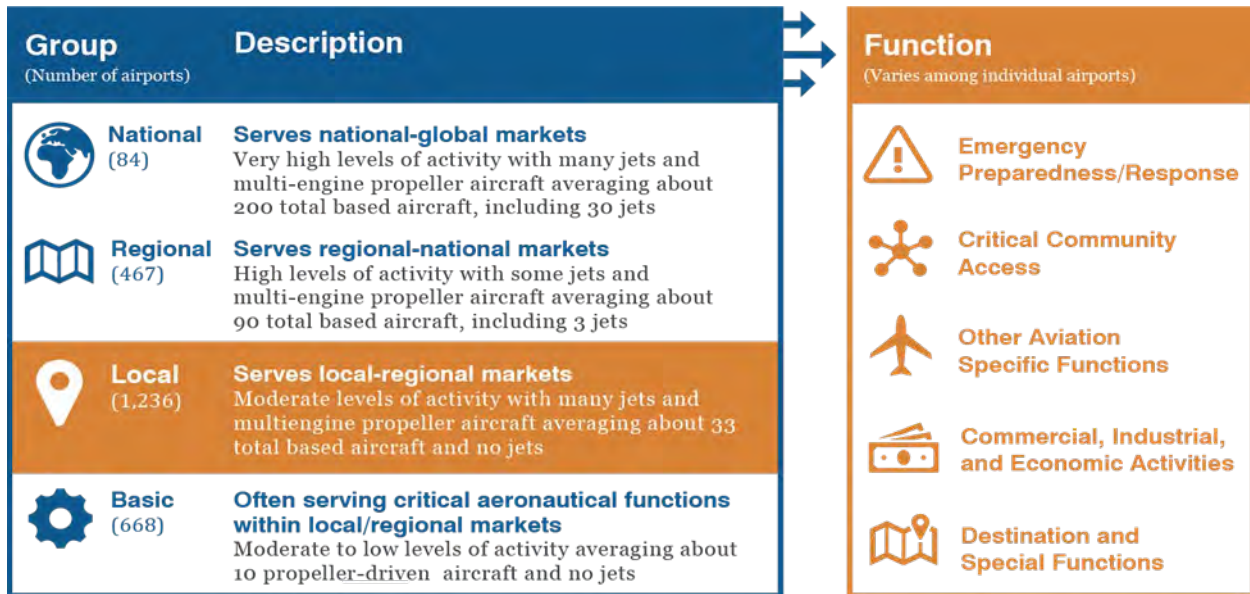 Group
(Number of airports)
Description
National
(84)
Serves national-global markets
Very high levels of activity with many jets and
multi-engine propeller aircraft averaging about
200 total based aircraft, including 30 jets
Regional
(467)
Serves regional-national markets
High levels of activity with some jets and
multi-engine propeller aircraft averaging about
90 total based aircraft, including 3 jets
Local
(1,236)
Serves local-regional markets
Moderate levels of activity with many jets and
multiengine propeller aircraft averaging about 33
total based aircraft and no jets
Basic
(668)
Often serving critical aeronautical functions
within local/regional markets
Moderate to low levels of activity averaging about
10 propeller-driven aircraft and no jets
Function
(Varies among individual airports)
Emergency
Preparedness/Response
Critical Community
Access
Other Aviation
Specific Functions
Commercial, Industrial,
and Economic Activities
Destination and
Special Functions